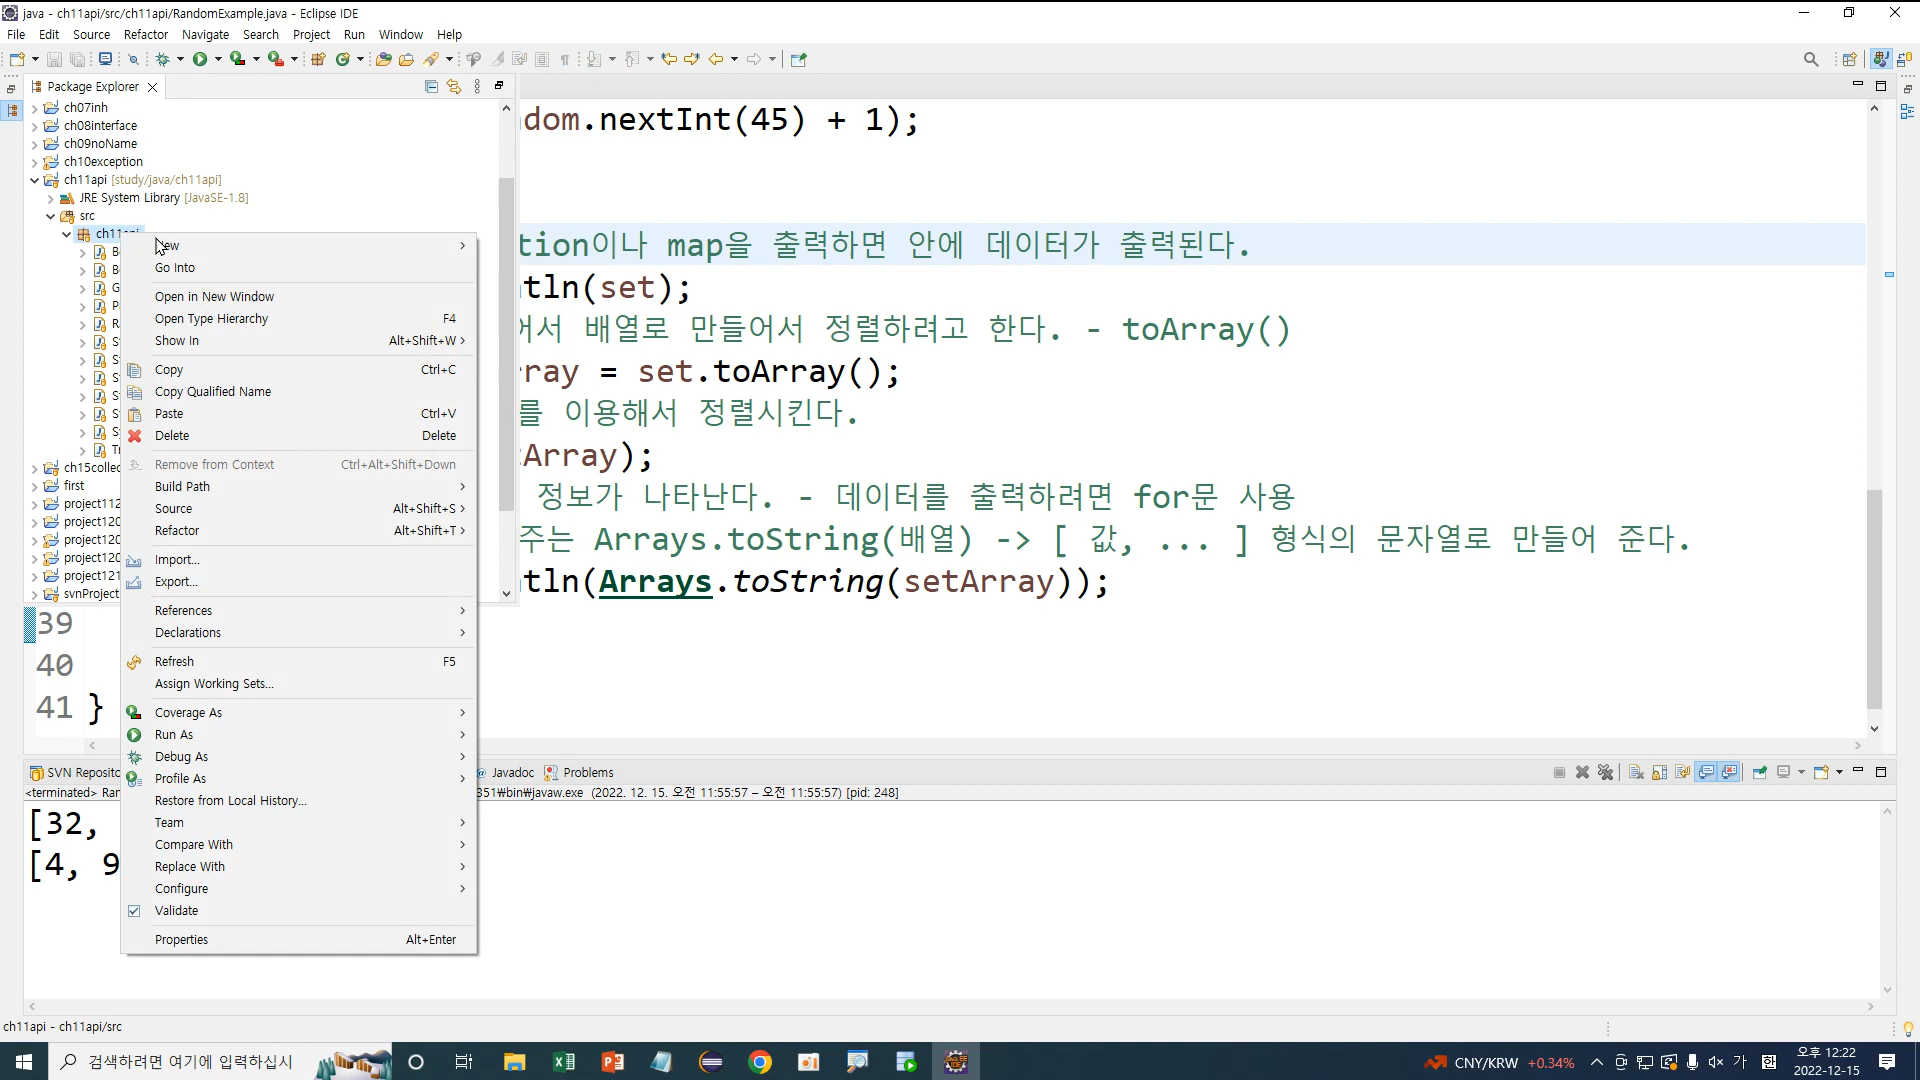 java - ch11api/src/ch11api/RandomExample.java - Eclipse IDE
File Edit Source Refactor Navigate Search Project Run Window Help
Package Explorer
ch07inh
ch08interface
ch09noName
ch10exception
ch11api [study/java/ch11api]
JRE System Library [JavaSE-1.8]
src
ch11api
ch15collec
first
project112
project120
project120
project120
project121
svnProject
New
Go Into
Open in New Window
Open Type Hierarchy F4
Show In Alt+Shift+W >
Copy Ctrl+C
Copy Qualified Name
Paste Ctrl+V
Delete Delete
Remove from Context Ctrl+Alt+Shift+Down
Build Path
Source Alt+Shift+S >
Refactor Alt+Shift+T >
Import...
Export...
References
Declarations
Refresh F5
Assign Working Sets...
Coverage As
Run As
Debug As
Profile As
Restore from Local History...
Team
Compare With
Replace With
Configure
Validate
Properties Alt+Enter
dom.nextInt(45) + 1);
tion이나 map을 출력하면 안에 데이터가 출력된다.
tln(set);
어서 배열로 만들어서 정렬하려고 한다. - toArray()
rray = set.toArray();
를 이용해서 정렬시킨다.
Array);
정보가 나타난다. - 데이터를 출력하려면 for문 사용
주는 Arrays.toString(배열) -> [ 값, ... ] 형식의 문자열로 만들어 준다.
tln(Arrays.toString(setArray));
39
40
41 }
SVN Reposito
@ Javadoc Problems
<terminated> Ran
351\bin\javaw.exe (2022. 12. 15. 오전 11:55:57 – 오전 11:55:57) [pid: 248]
[32,
[4, 9
ch11api - ch11api/src
검색하려면 여기에 입력하십시
CNY/KRW +0.34%
가
오후 12:22
2022-12-15